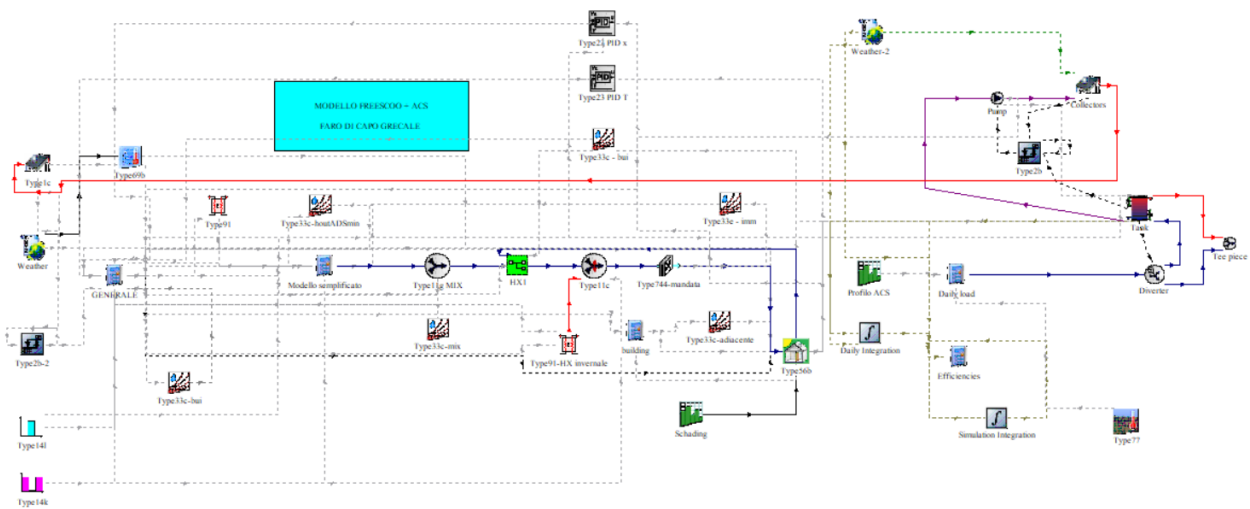 Type23 PID x
Weather-2
Type23 PID T
Collectors
MODELLO FREESCOO + ACS
FARO DI CAPO GRECALE
Pump
Type33c - bui
Type2b
Type1c
Type69b
Type91
Type33c-houtADSmin
Type33e - imm
Tank
Weather
Tee piece
GENERALE
Modello semplificato
Type11g MIX
HX1
Type11c
Type744-mandata
Profilo ACS
Daily load
Diverter
Type2b-2
Type33c-mix
Type91-HX invernale
building
Type33c-adiacente
Type56b
Daily Integration
Efficiencies
Type33c-bui
Schading
Simulation Integration
Type77
Type14l
Type14k